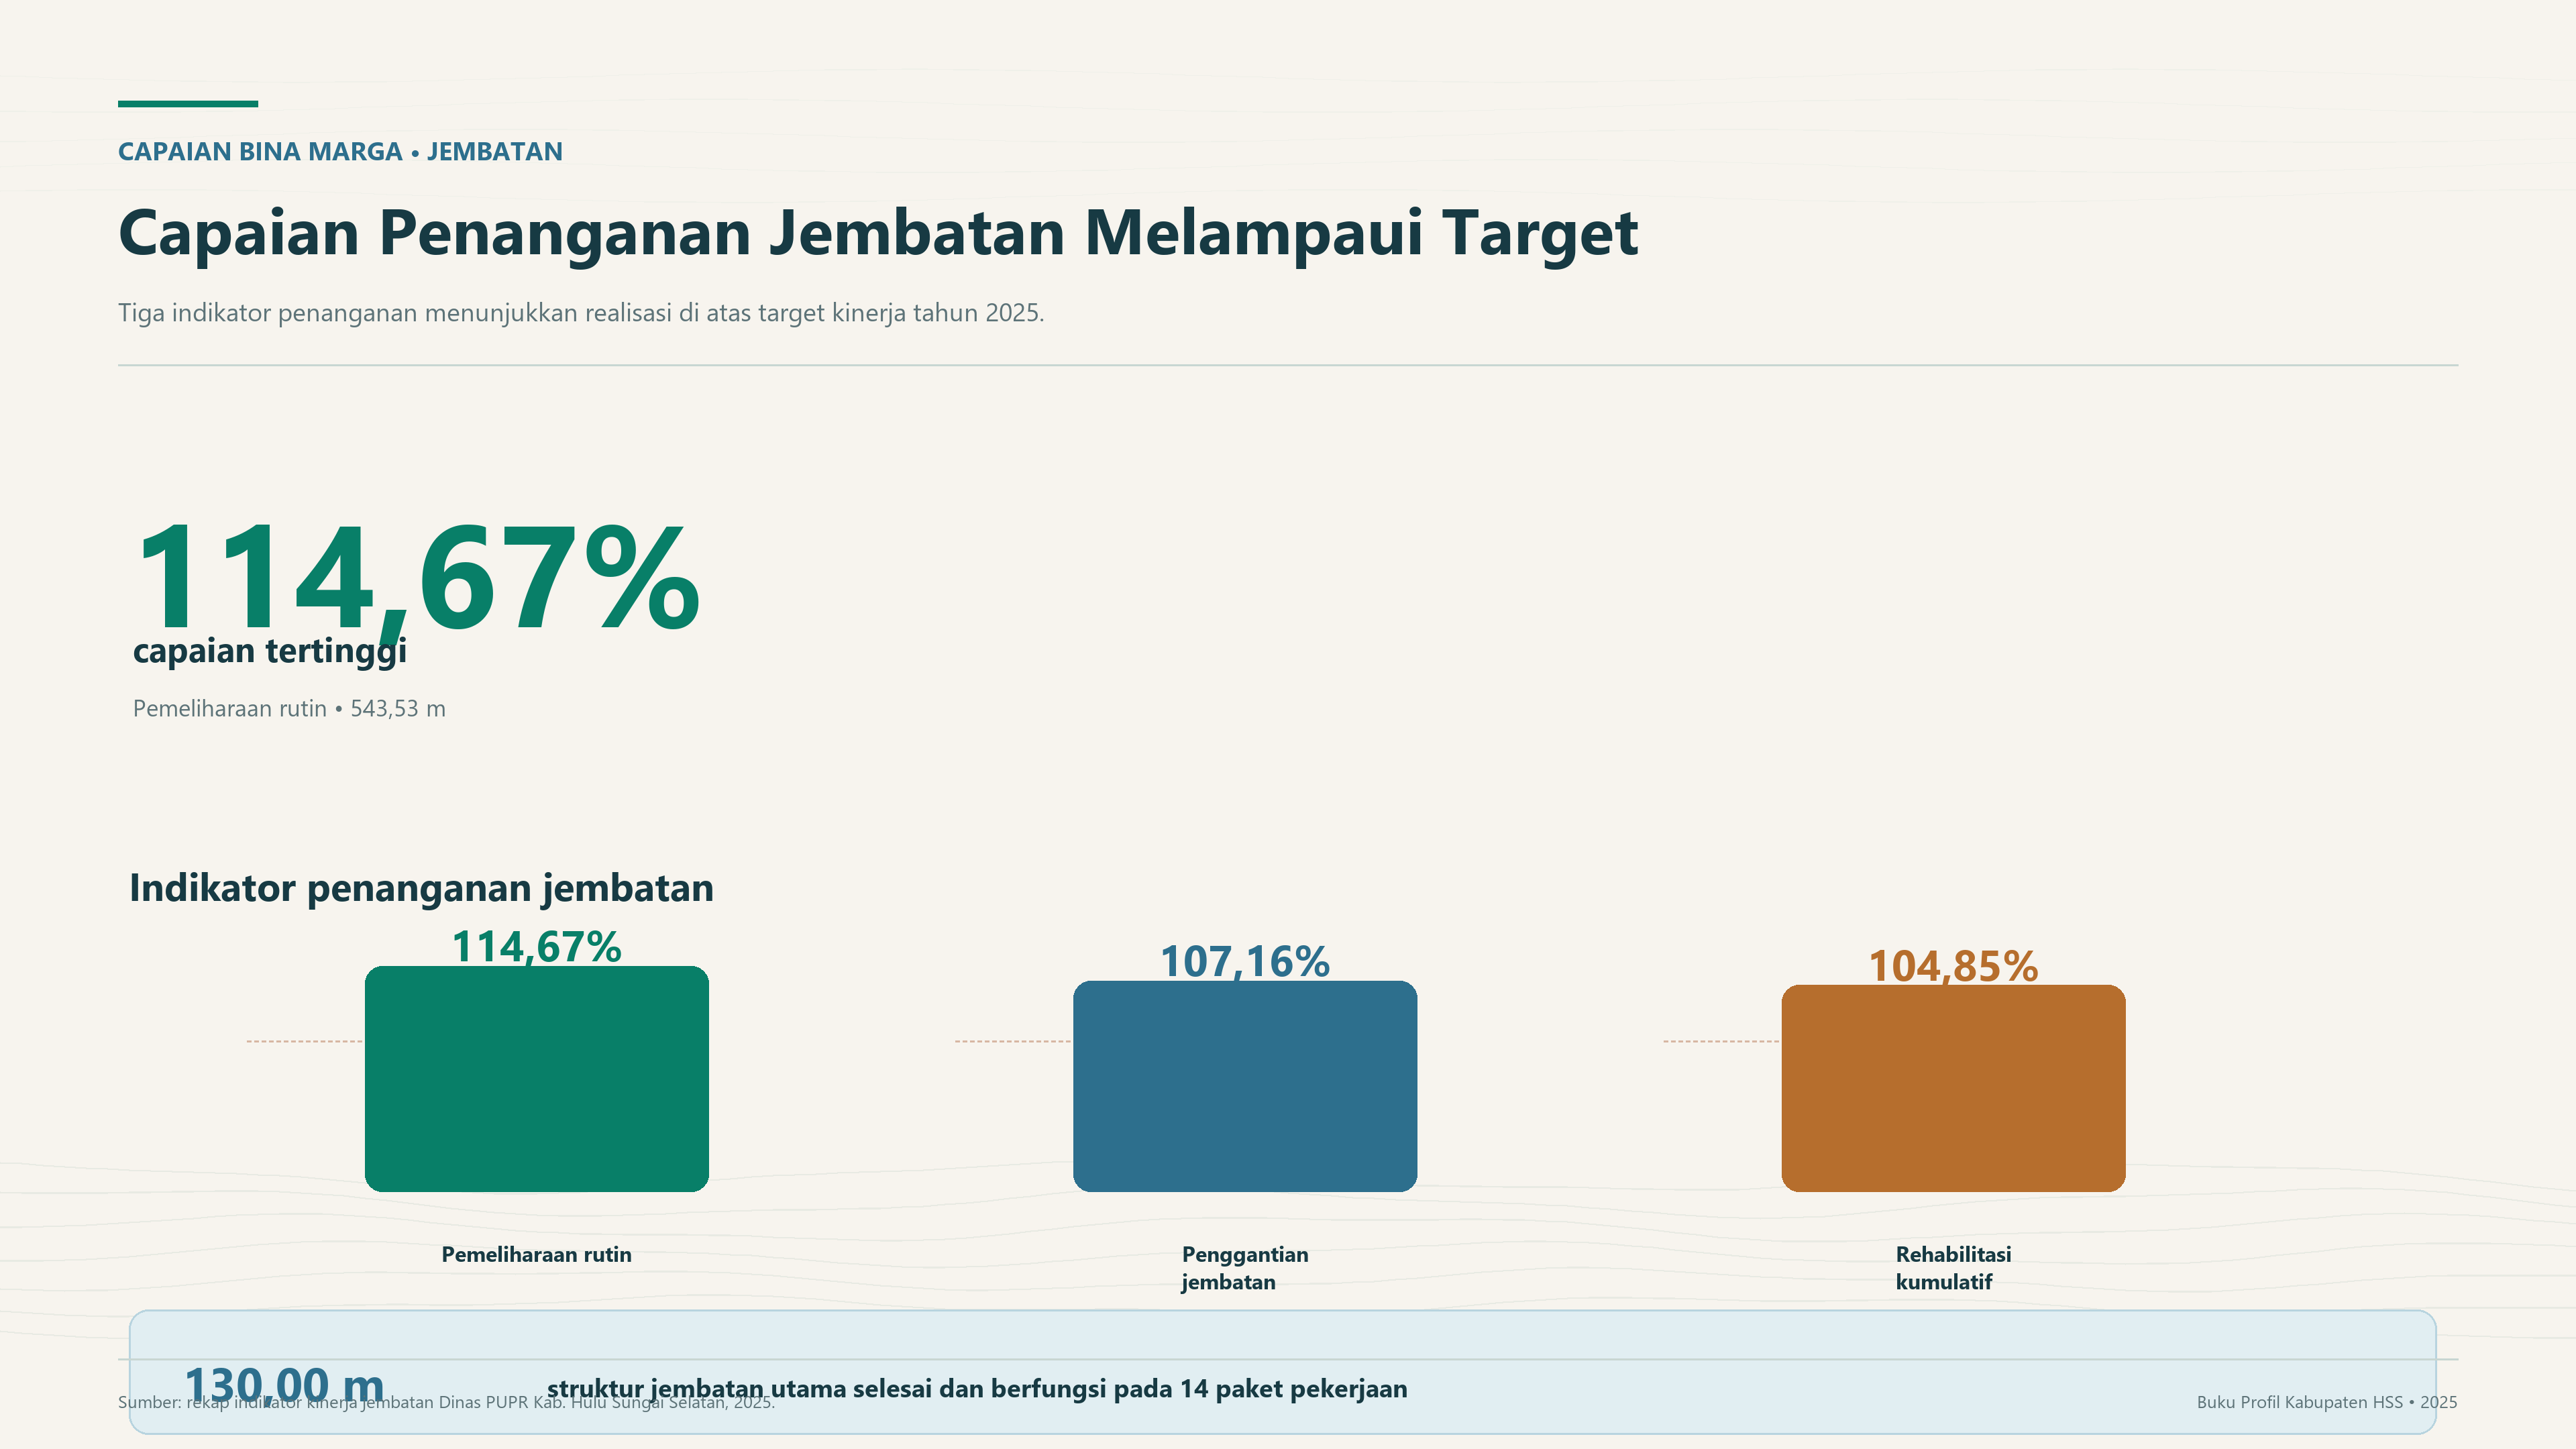 CAPAIAN BINA MARGA • JEMBATAN
Capaian Penanganan Jembatan Melampaui Target
Tiga indikator penanganan menunjukkan realisasi di atas target kinerja tahun 2025.
114,67%
capaian tertinggi
Pemeliharaan rutin • 543,53 m
Indikator penanganan jembatan
114,67%
107,16%
104,85%
Pemeliharaan rutin
Penggantian
jembatan
Rehabilitasi
kumulatif
130,00 m
struktur jembatan utama selesai dan berfungsi pada 14 paket pekerjaan
Sumber: rekap indikator kinerja jembatan Dinas PUPR Kab. Hulu Sungai Selatan, 2025.
Buku Profil Kabupaten HSS • 2025